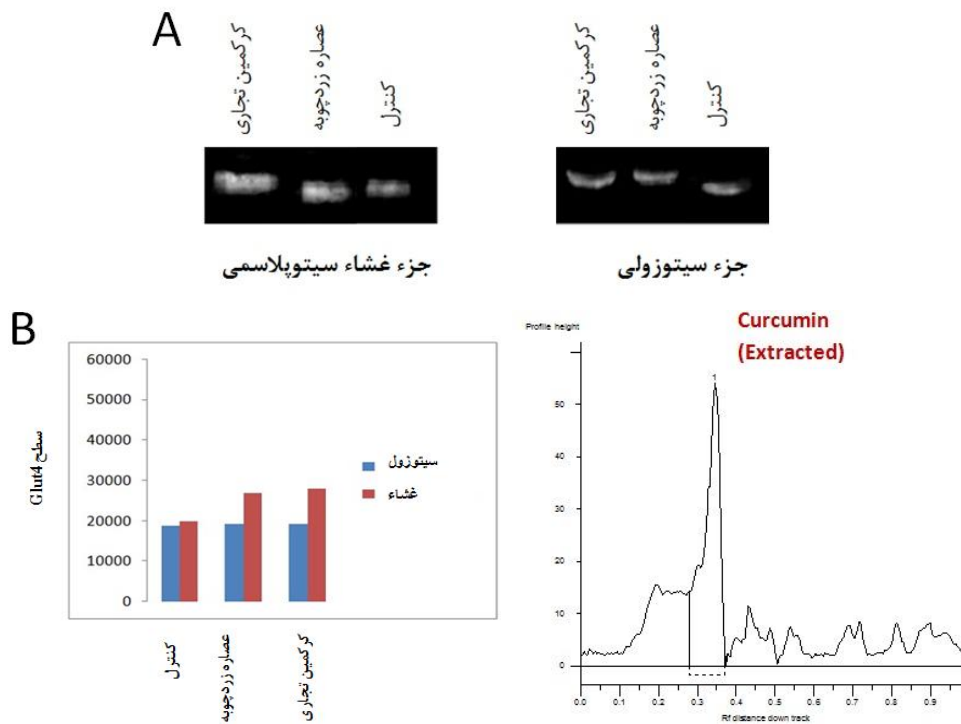 A
کرکمین تجاری
عصاره زردچوبه
کنترل
کرکمین تجاری
عصاره زردچوبه
کنترل
جزء غشاء سیتوپلاسمی
جزء سیتوزولی
B
60000
50000
40000
30000
20000
10000
0
سطح Glut4
سیتوزول
غشاء
کنترل
عصاره زردچوبه
کرکمین تجاری
Profile height
Curcumin
(Extracted)
1
50
40
20
10
0
0.0 0.1 0.2 0.3 0.4 0.5 0.6 0.7 0.8 0.9
Rf distance down track